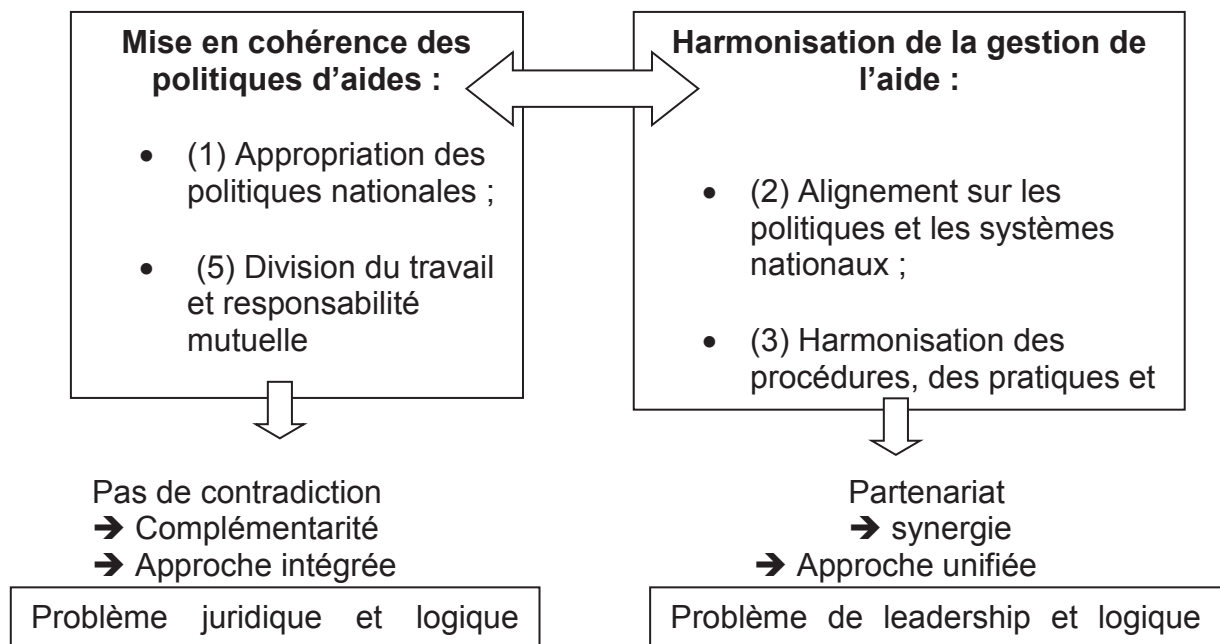 Mise en cohérence des
politiques d’aides :
• (1) Appropriation des
politiques nationales ;
• (5) Division du travail
et responsabilité
mutuelle
Pas de contradiction
➔ Complémentarité
➔ Approche intégrée
Problème juridique et logique
Harmonisation de la gestion de
l’aide :
• (2) Alignement sur les
politiques et les systèmes
nationaux ;
• (3) Harmonisation des
procédures, des pratiques et
Partenariat
➔ synergie
➔ Approche unifiée
Problème de leadership et logique